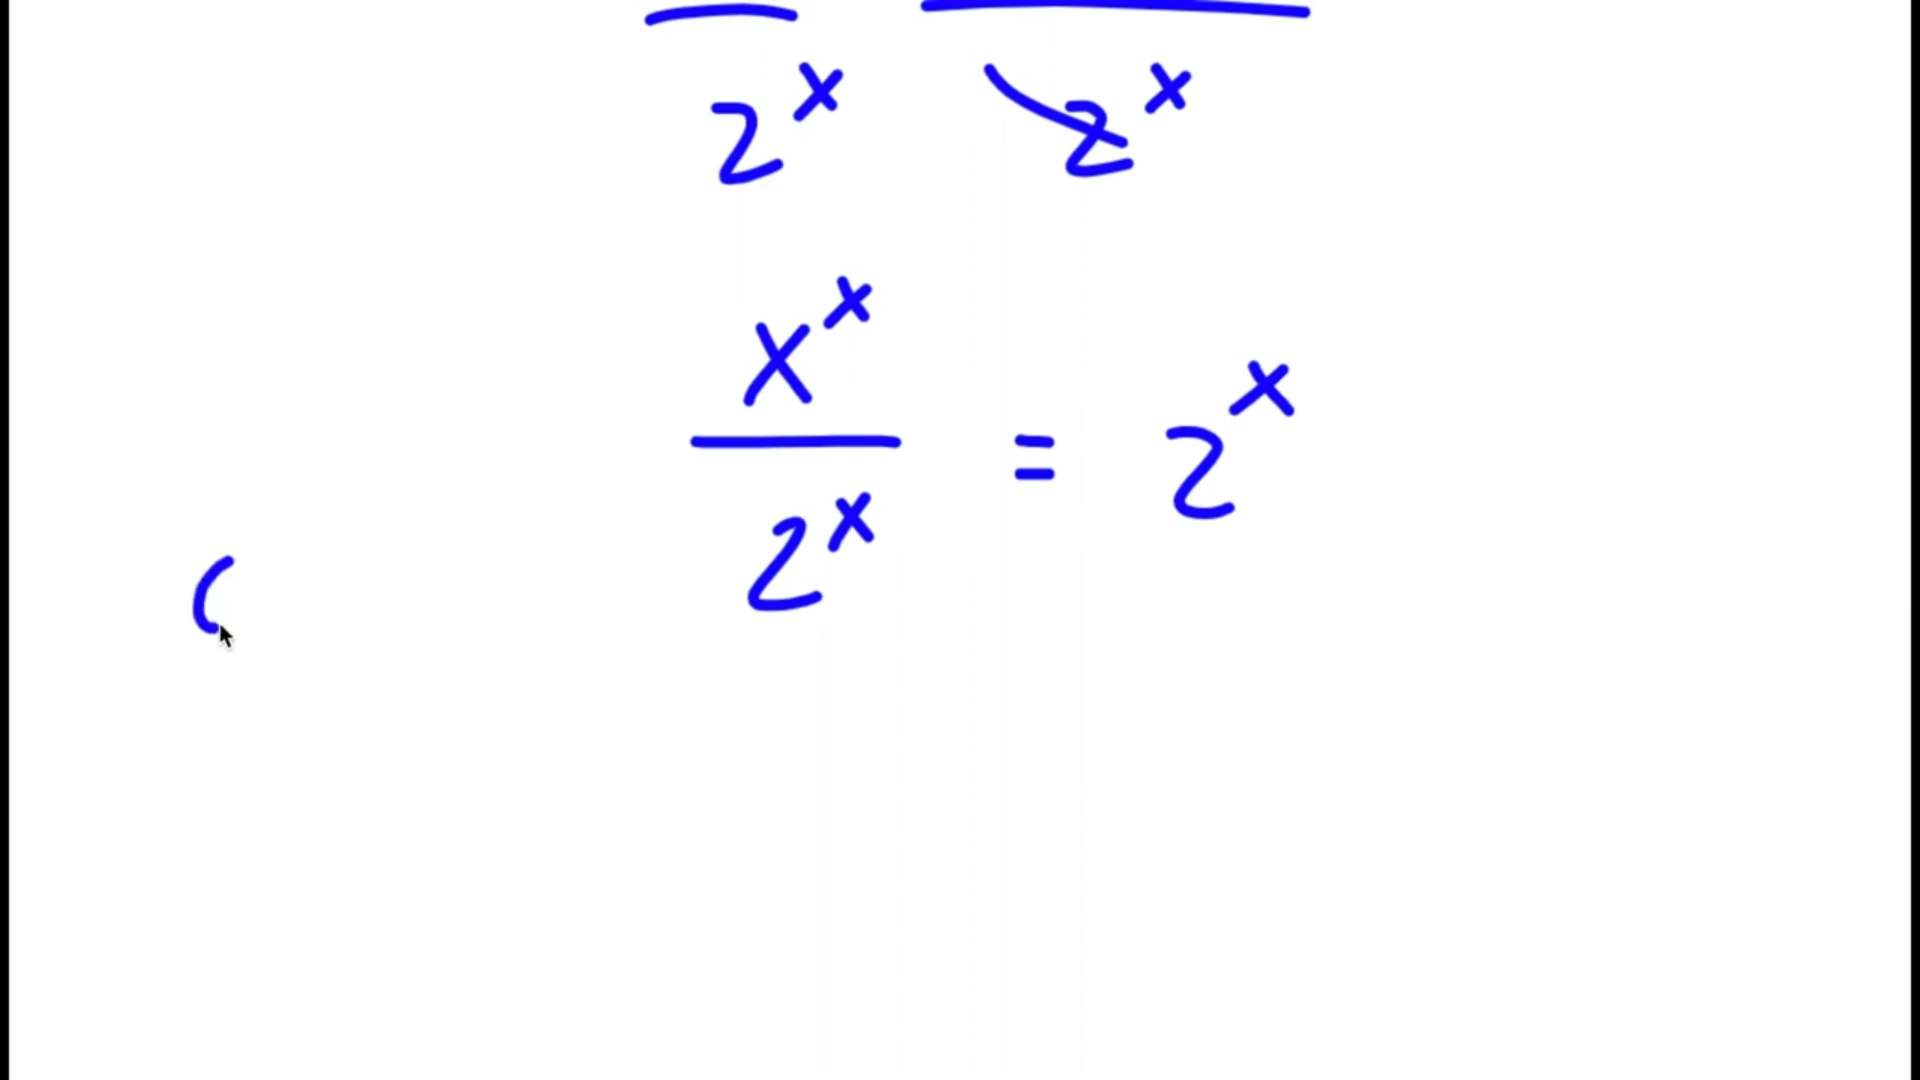 2^x 2^x
x^x
—— = 2^x
2^x
(